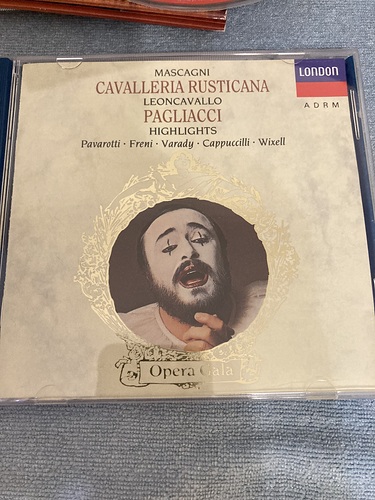 MASCAGNI
CAVALLERIA RUSTICANA
LEONCAVALLO
PAGLIACCI
HIGHLIGHTS
Pavarotti · Freni · Varady · Cappuccilli · Wixell
LONDON
ADRM
Opera Gala